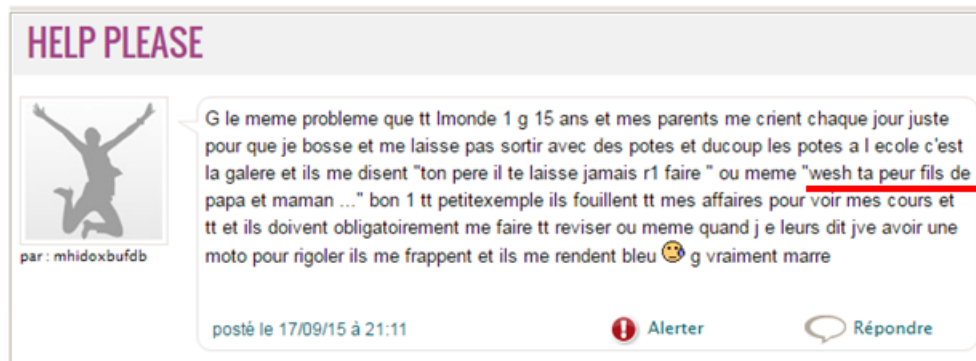 HELP PLEASE
G le meme probleme que tt lmonde 1 g 15 ans et mes parents me crient chaque jour juste
pour que je bosse et me laisse pas sortir avec des potes et ducoup les potes a l ecole c'est
la galere et ils me disent "ton pere il te laisse jamais r1 faire " ou meme "wesh ta peur fils de
papa et maman ..." bon 1 tt petitexemple ils fouillent tt mes affaires pour voir mes cours et
tt et ils doivent obligatoirement me faire tt reviser ou meme quand j e leurs dit jve avoir une
moto pour rigoler ils me frappent et ils me rendent bleu g vraiment marre
par : mhidoxbufdb
posté le 17/09/15 à 21:11 Alerter Répondre